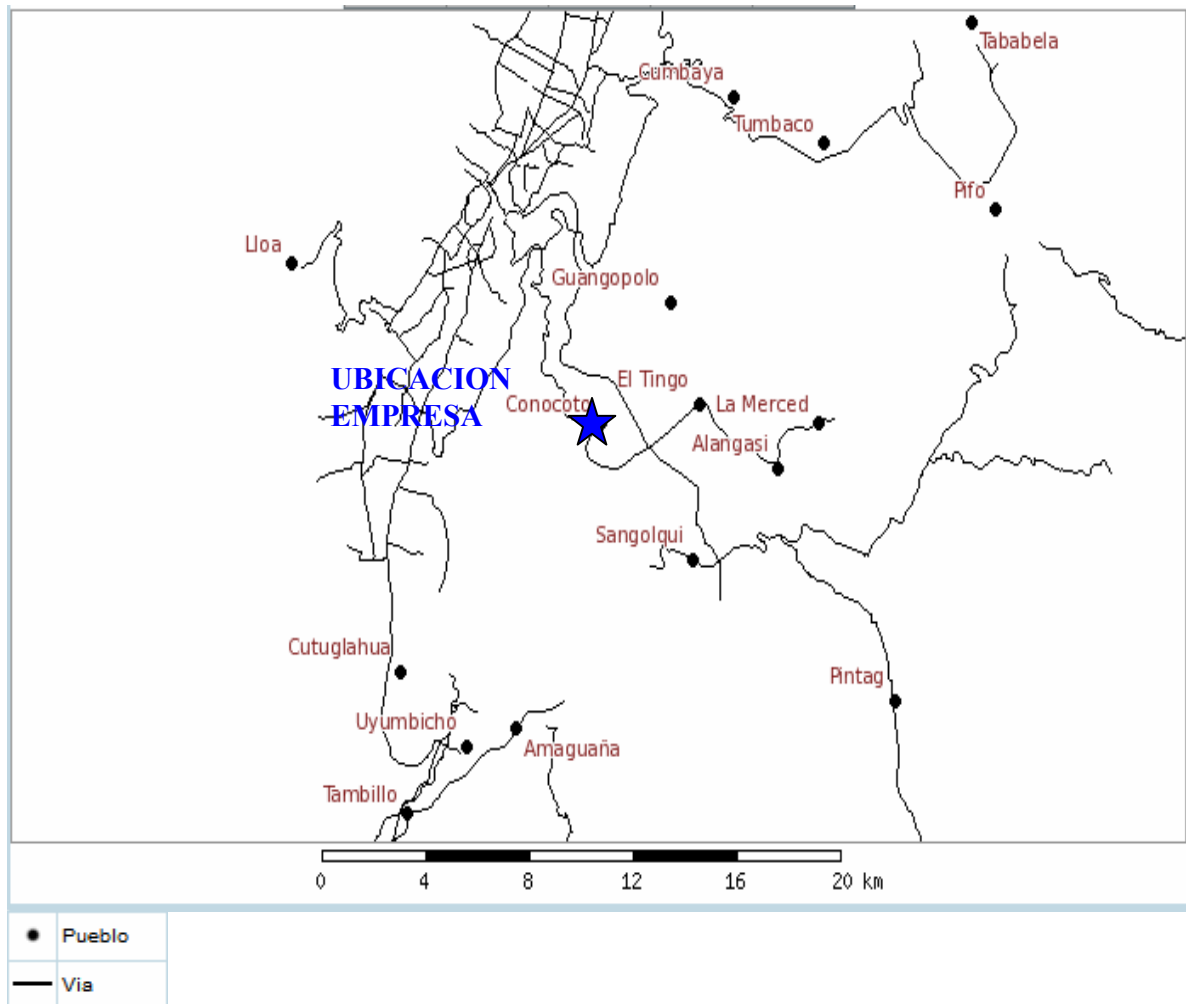 Tababela
Cumbaya
Tumbaco
Pifo
Lloa
Guangopolo
UBICACION
EMPRESA
El Tingo
Conocoto
La Merced
Alangasi
Sangolqui
Cutuglahua
Pintag
Uyumbicho
Amaguaña
Tambillo
0 4 8 12 16 20 km
Pueblo
Via